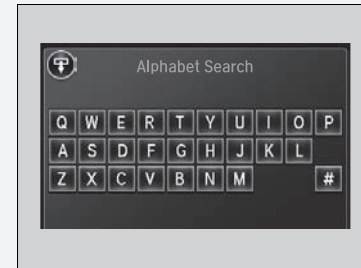 Alphabet Search
Q W E R T Y U I O P
A S D F G H J K L
Z X C V B N M #